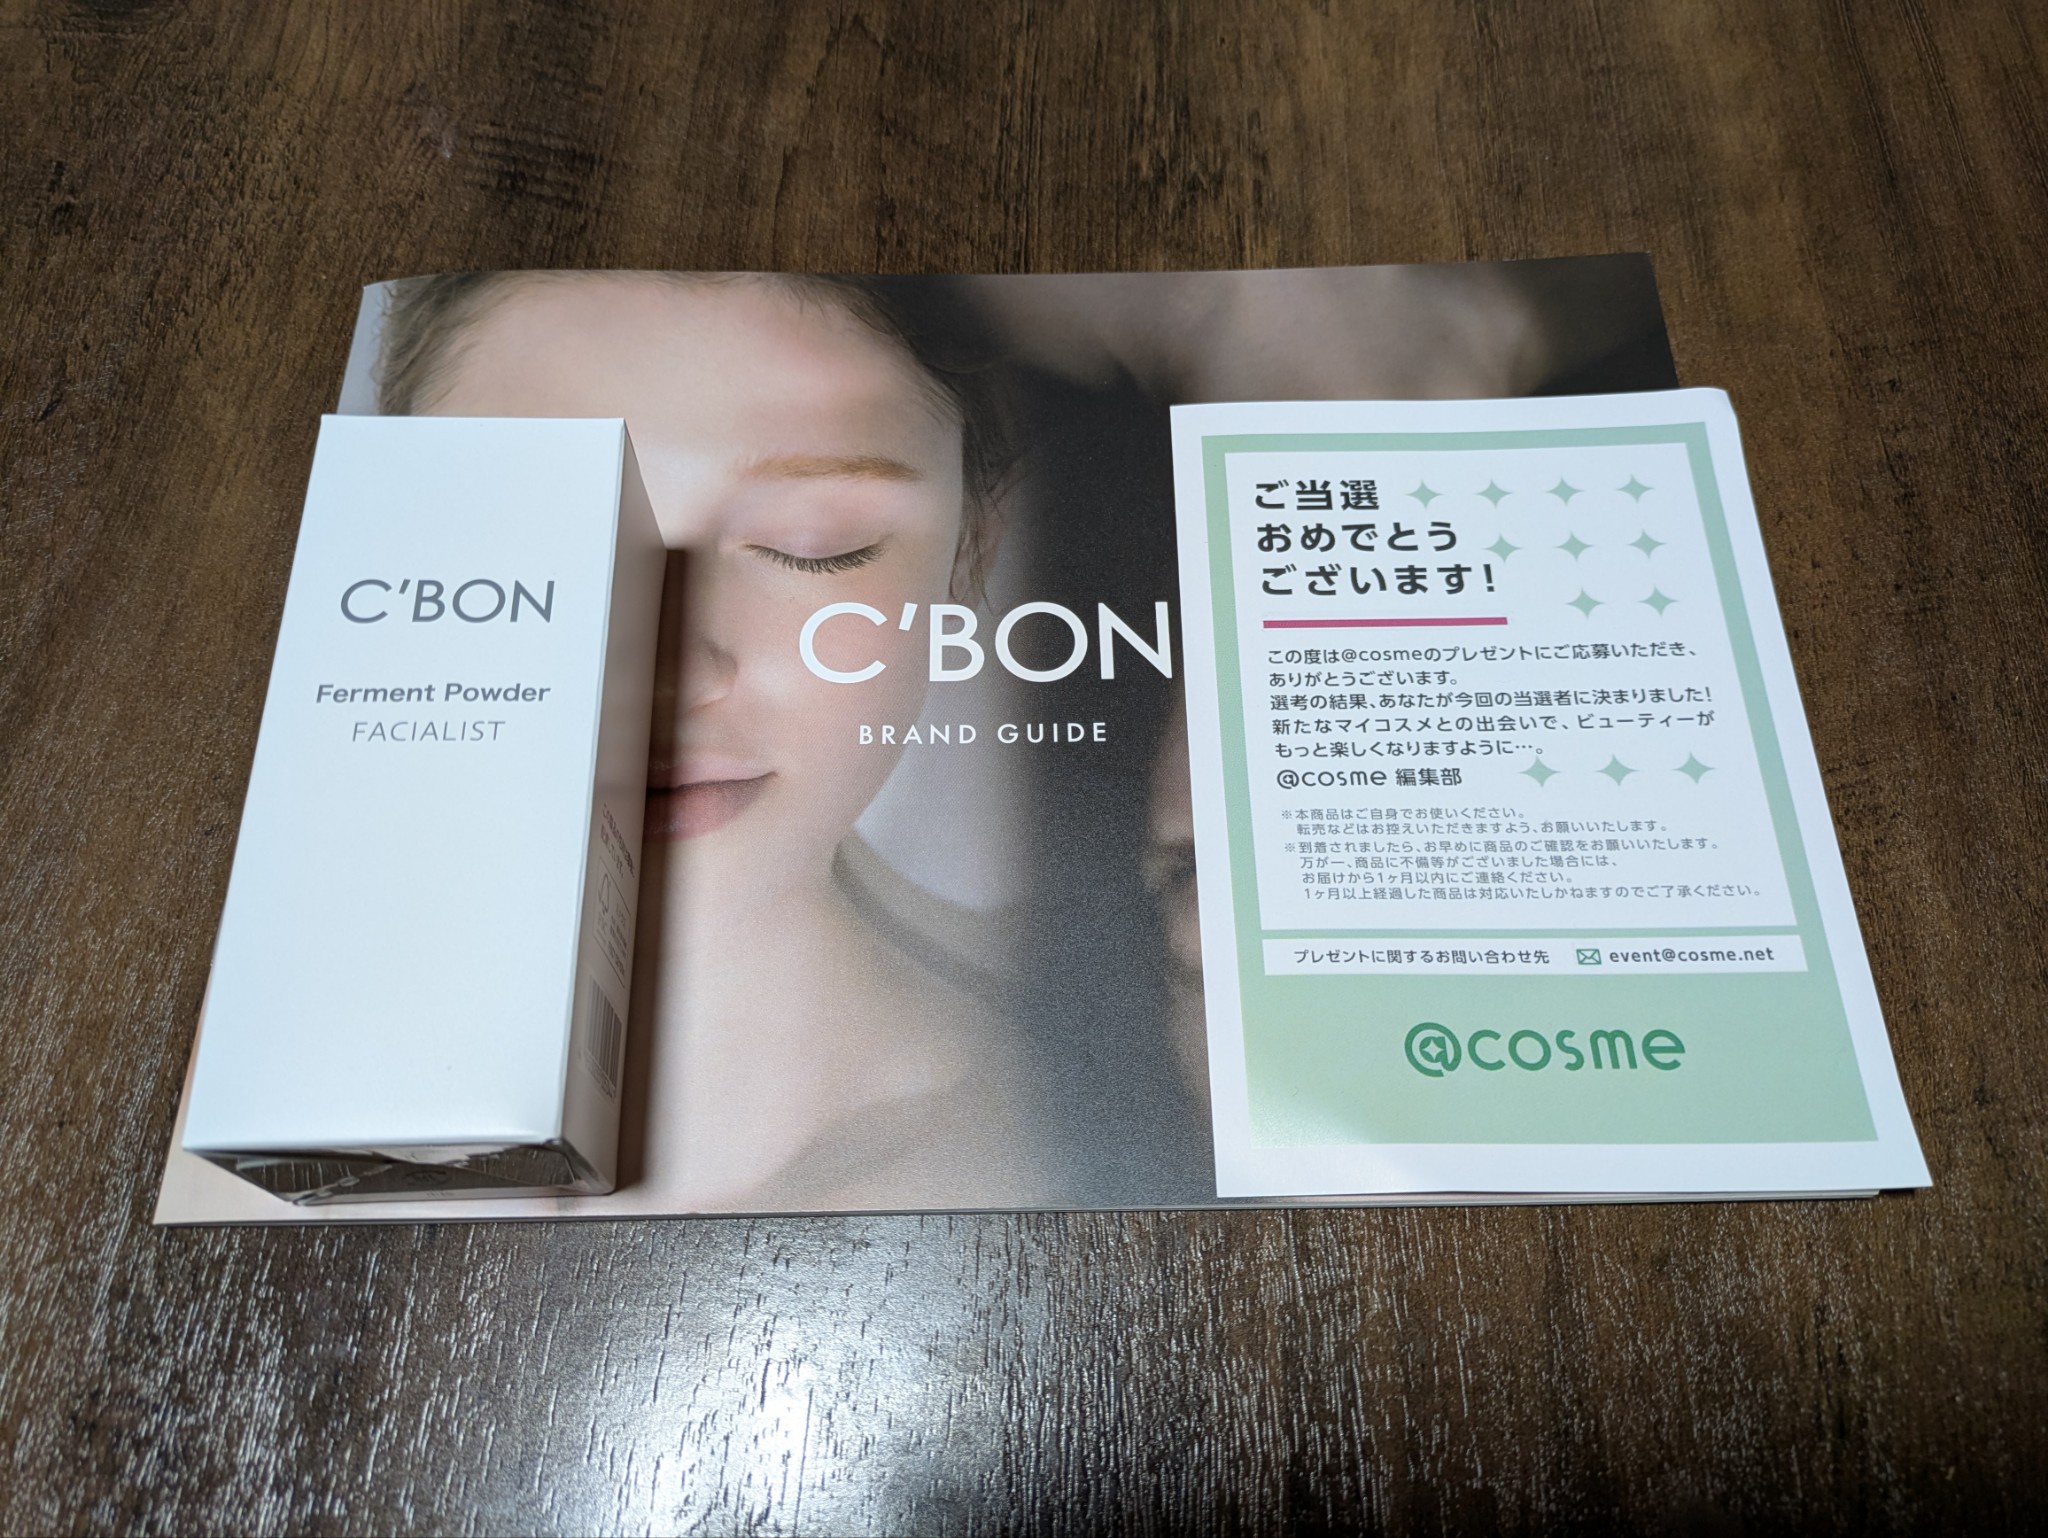 C'BON
Ferment Powder
FACIALIST
C'BON
BRAND GUIDE
ご当選
おめでとう
ございます!
この度は@cosmeのプレゼントにご応募いただき、
ありがとうございます。
選考の結果、あなたが今回の当選者に決まりました!
新たなマイコスメとの出会いで、ビューティーが
もっと楽しくなりますように…。
@cosme 編集部
※本商品はご自身でお使いください。
転売などはお控えいただきますよう、お願いいたします。
※到着されましたら、お早めに商品のご確認をお願いいたします。
万が一、商品に不備等がございました場合には、
お届けから1ヶ月以内にご連絡ください。
1ヶ月以上経過した商品は対応いたしかねますのでご了承ください。
プレゼントに関するお問い合わせ先 event@cosme.net
@cosme